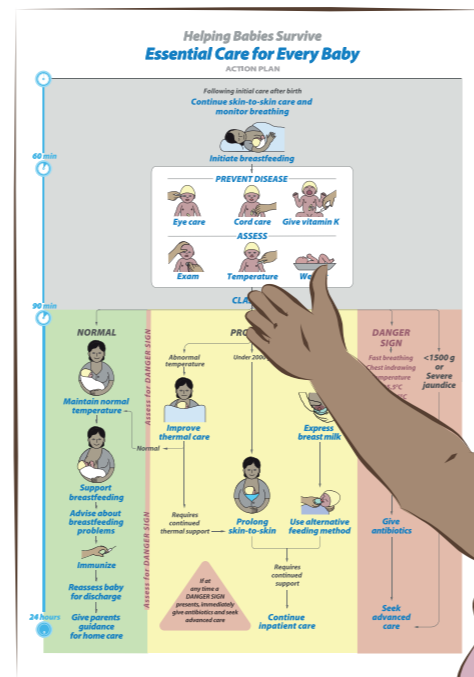 Helping Babies Survive
Essential Care for Every Baby
ACTION PLAN
Following initial care after birth
Continue skin-to-skin care and
monitor breathing
Initiate breastfeeding
60 min
PREVENT DISEASE
Eye care
Cord care
Give vitamin K
ASSESS
Exam
Temperature
We
90 min
CLA
NORMAL
Maintain normal
temperature
Support
breastfeeding
Advise about
breastfeeding
problems
Immunize
Reassess baby
for discharge
Give parents
guidance
for home care
24 hours
Assess for DANGER SIGN
Assess for DANGER SIGN
PRO
Abnormal
temperature
Improve
thermal care
Normal
Requires
continued
thermal support
Under 2000
Prolong
skin-to-skin
Express
breast milk
Use alternative
feeding method
Requires
continued
support
Continue
inpatient care
If at
any time a
DANGER SIGN
presents, immediately
give antibiotics and seek
advanced care
DANGER
SIGN
Fast breathing
Chest indrawing
emperature
5°C
°C
<1500 g
or
Severe
jaundice
Give
antibiotics
Seek
advanced
care